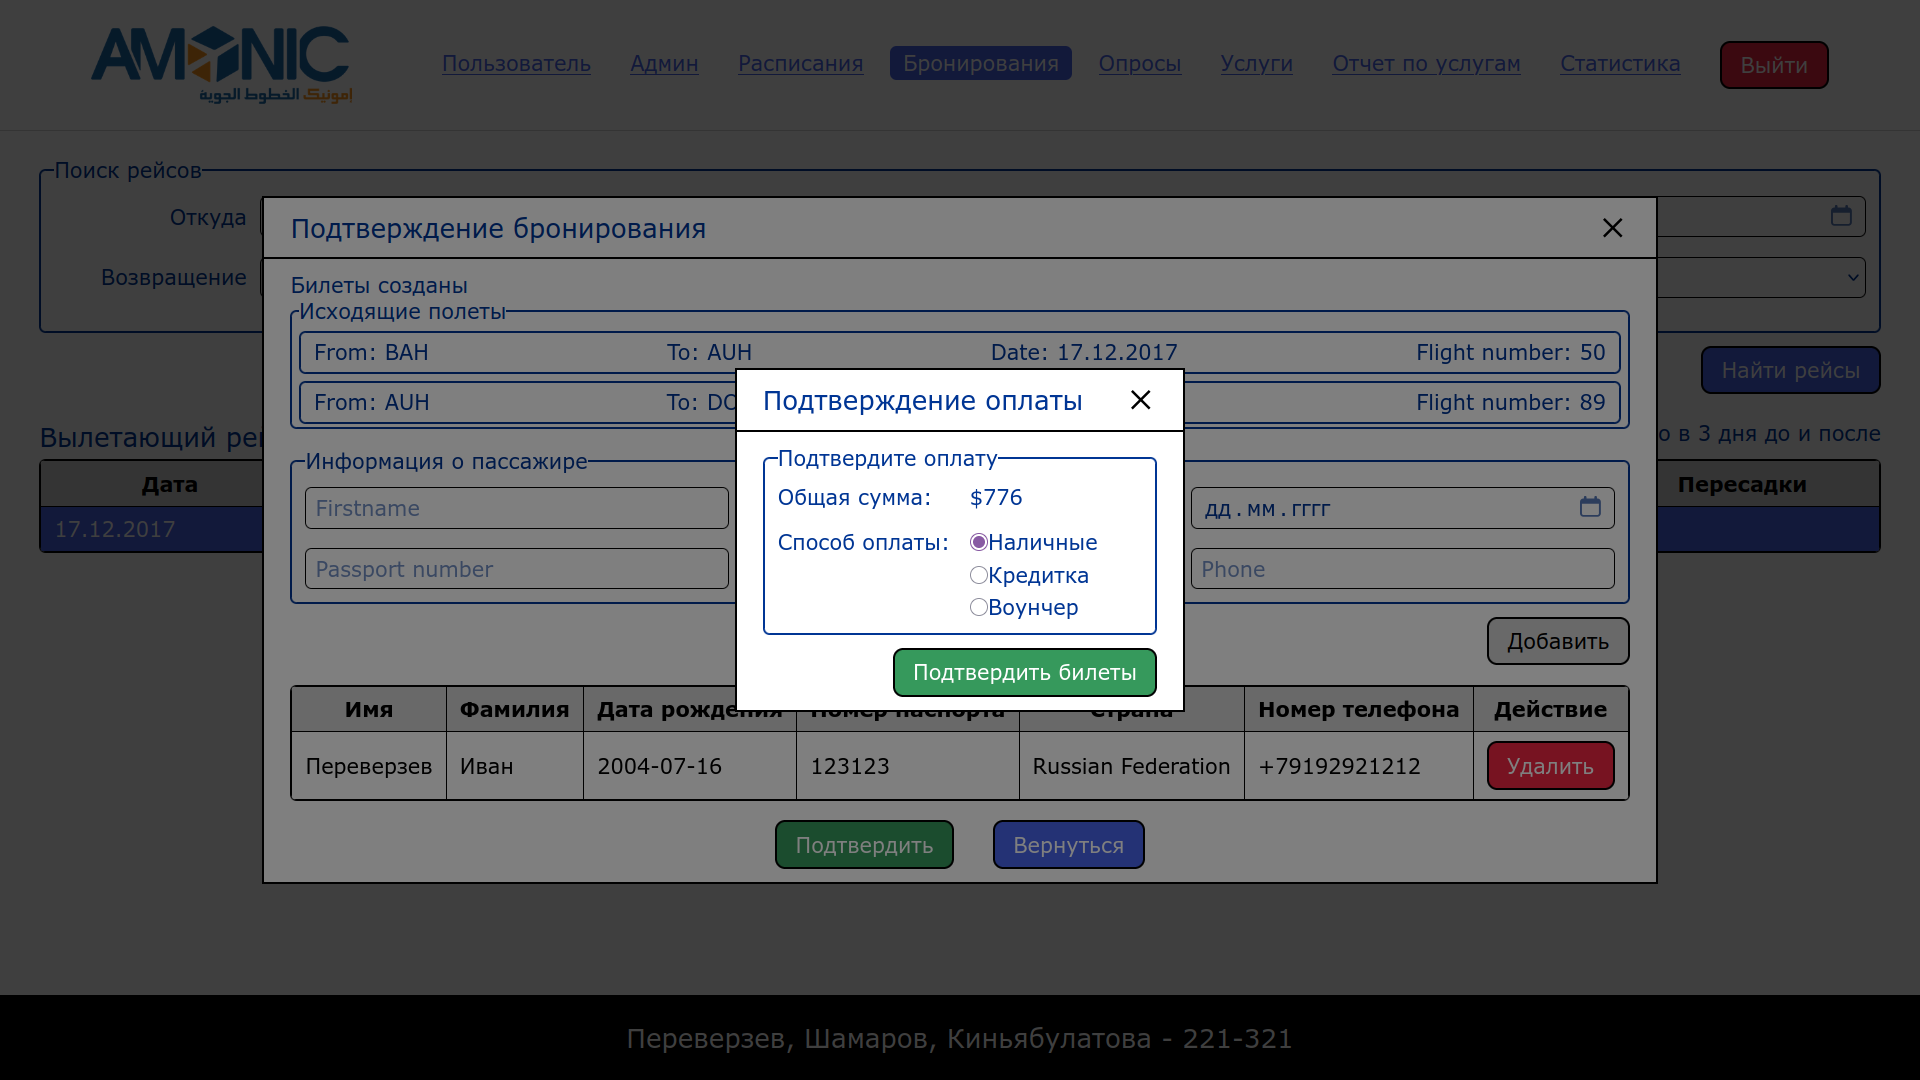 AMONIC
امونيك الخطوط الجوية
Пользователь Админ Расписания Бронирования Опросы Услуги Отчет по услугам Статистика Выйти
Поиск рейсов
Откуда
Возвращение
Найти рейсы
Вылетающий
о в 3 дня до и после
Дата Пересадки
17.12.2017
Подтверждение бронирования
Билеты созданы
Исходящие полеты
From: BAH To: AUH Date: 17.12.2017 Flight number: 50
From: AUH To: Flight number: 89
Информация о пассажире
Firstname дд.мм.гггг
Passport number Phone
Добавить
Имя Фамилия Дата рождения Номер паспорта Страна Номер телефона Действие
Переверзев Иван 2004-07-16 123123 Russian Federation +79192921212 Удалить
Подтвердить Вернуться
Подтверждение оплаты
Подтвердите оплату
Общая сумма: $776
Способ оплаты: Наличные
Кредитка
Воунчер
Подтвердить билеты
Переверзев, Шамаров, Киньябулатова - 221-321